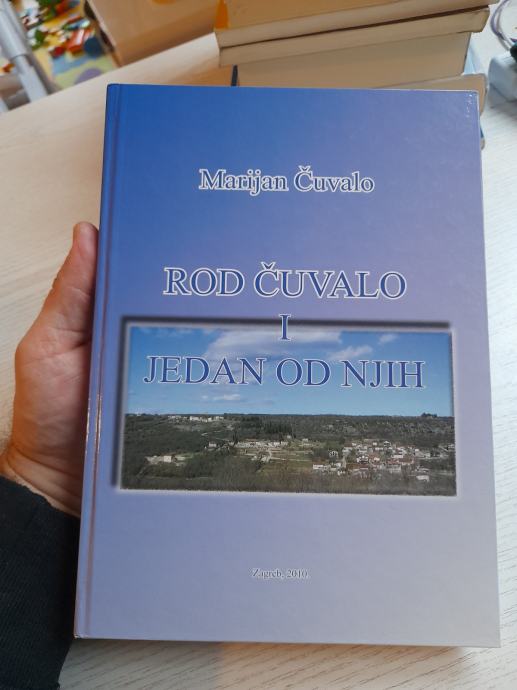 Marijan Čuvalo
ROD ČUVALO
I
JEDAN OD NJIH
Zagreb, 2010.